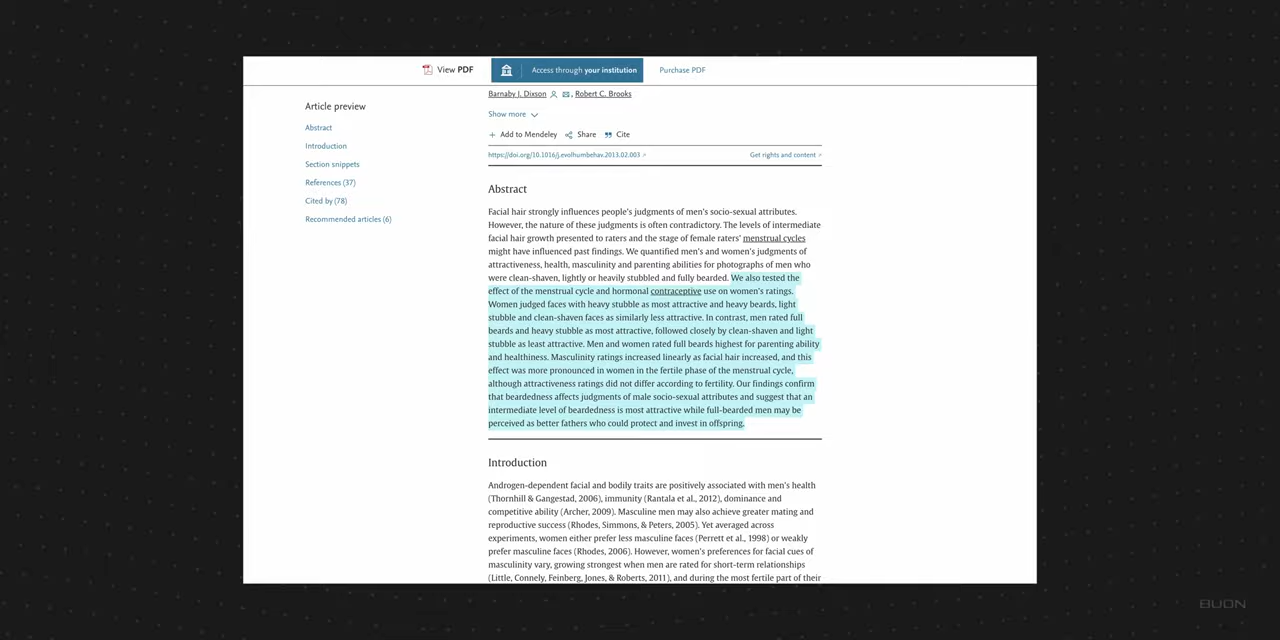 View PDF
Access through your institution
Purchase PDF
Article preview
Abstract
Introduction
Section snippets
References (37)
Cited by (78)
Recommended articles (6)
Barnaby J. Dixson, Robert C. Brooks
Show more
+ Add to Mendeley Share Cite
https://doi.org/10.1016/j.evolhumbehav.2013.02.003 Get rights and content
Abstract
Facial hair strongly influences people's judgments of men's socio-sexual attributes.
However, the nature of these judgments is often contradictory. The levels of intermediate
facial hair growth presented to raters and the stage of female raters' menstrual cycles
might have influenced past findings. We quantified men's and women's judgments of
attractiveness, health, masculinity and parenting abilities for photographs of men who
were clean-shaven, lightly or heavily stubbled and fully bearded. We also tested the
effect of the menstrual cycle and hormonal contraceptive use on women's ratings.
Women judged faces with heavy stubble as most attractive and heavy beards, light
stubble and clean-shaven faces as similarly less attractive. In contrast, men rated full
beards and heavy stubble as most attractive, followed closely by clean-shaven and light
stubble as least attractive. Men and women rated full beards highest for parenting ability
and healthiness. Masculinity ratings increased linearly as facial hair increased, and this
effect was more pronounced in women in the fertile phase of the menstrual cycle,
although attractiveness ratings did not differ according to fertility. Our findings confirm
that beardedness affects judgments of male socio-sexual attributes and suggest that an
intermediate level of beardedness is most attractive while full-bearded men may be
perceived as better fathers who could protect and invest in offspring.
Introduction
Androgen-dependent facial and bodily traits are positively associated with men's health
(Thornhill & Gangestad, 2006), immunity (Rantala et al., 2012), dominance and
competitive ability (Archer, 2009). Masculine men may also achieve greater mating and
reproductive success (Rhodes, Simmons, & Peters, 2005). Yet averaged across
experiments, women either prefer less masculine faces (Perrett et al., 1998) or weakly
prefer masculine faces (Rhodes, 2006). However, women's preferences for facial cues of
masculinity vary, growing strongest when men are rated for short-term relationships
(Little, Connely, Feinberg, Jones, & Roberts, 2011), and during the most fertile part of their
BUON